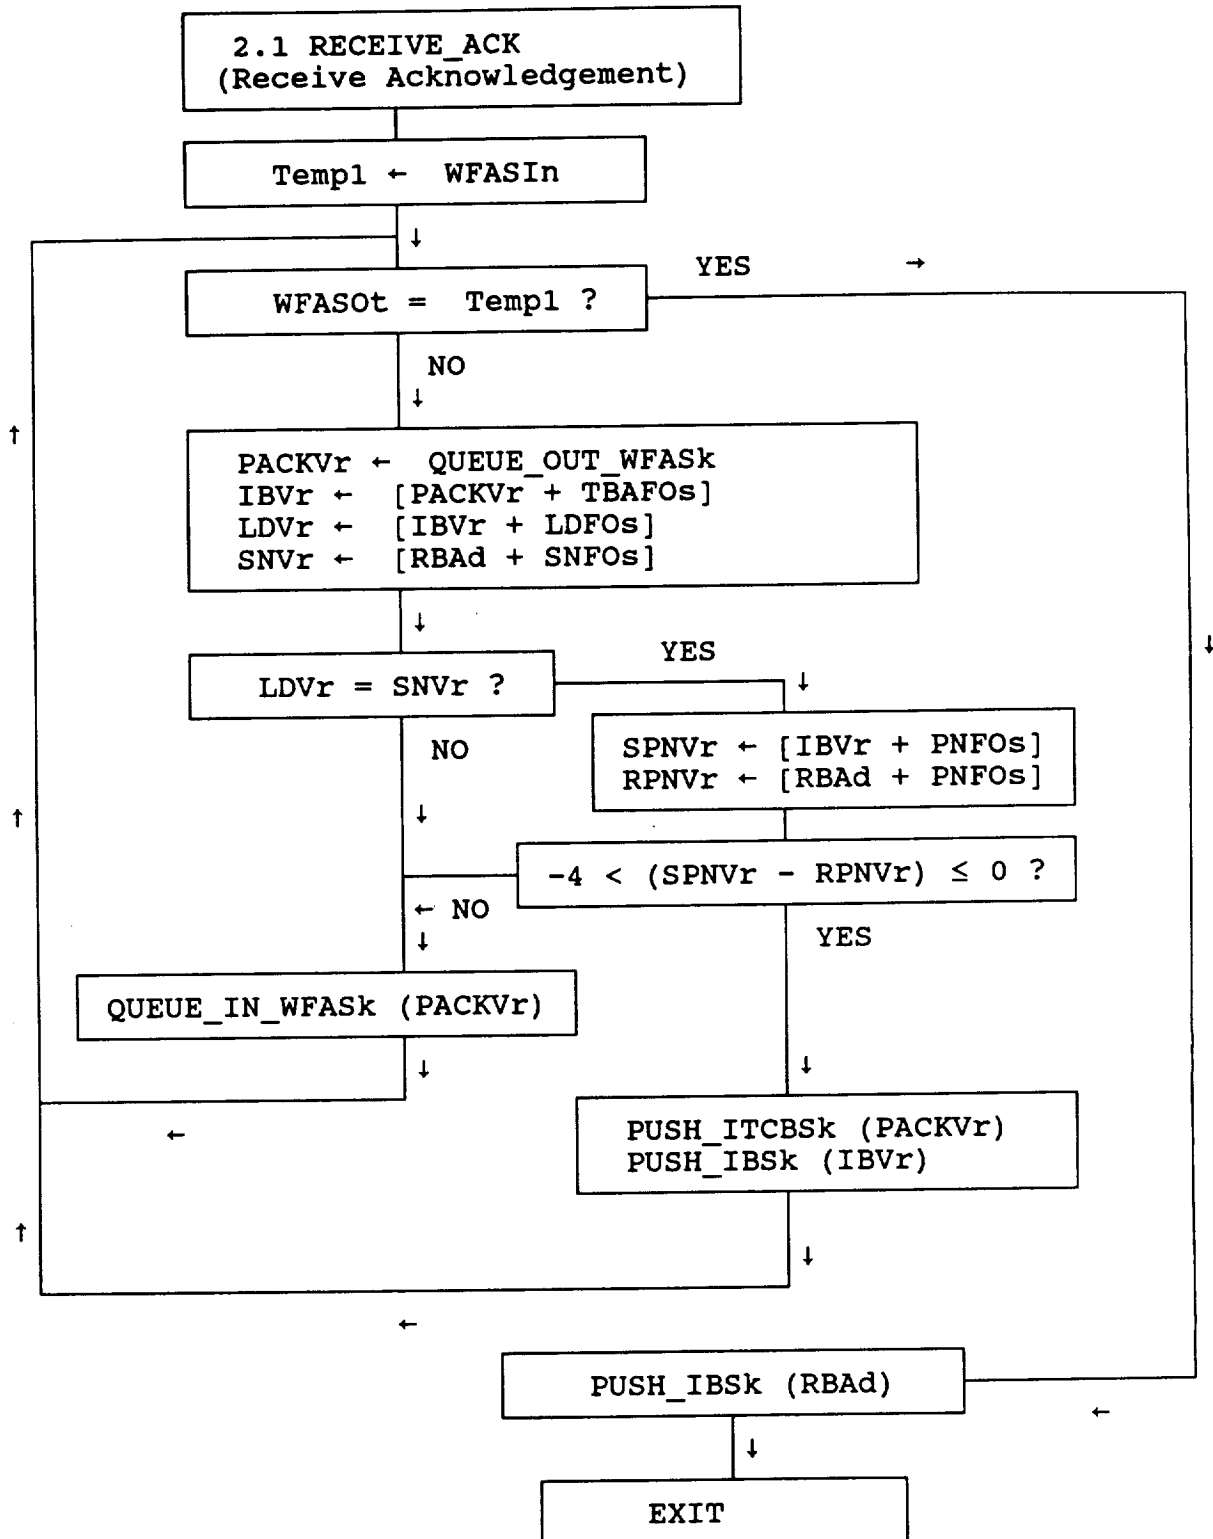 2.1 RECEIVE_ACK
(Receive Acknowledgement)
Temp1 ← WFASIn
↓
WFASOt = Temp1 ?
YES →
NO
↓
↑
PACKVr ← QUEUE_OUT_WFASk
IBVr ← [PACKVr + TBAFOs]
LDVr ← [IBVr + LDFOs]
SNVr ← [RBAd + SNFOs]
↓
↓
LDVr = SNVr ?
YES
↓
NO
SPNVr ← [IBVr + PNFOs]
RPNVr ← [RBAd + PNFOs]
↑
↓
-4 < (SPNVr - RPNVr) ≤ 0 ?
← NO
↓
YES
QUEUE_IN_WFASk (PACKVr)
↓
↓
←
PUSH_ITCBSk (PACKVr)
PUSH_IBSk (IBVr)
↑
↓
←
PUSH_IBSk (RBAd)
←
↓
EXIT